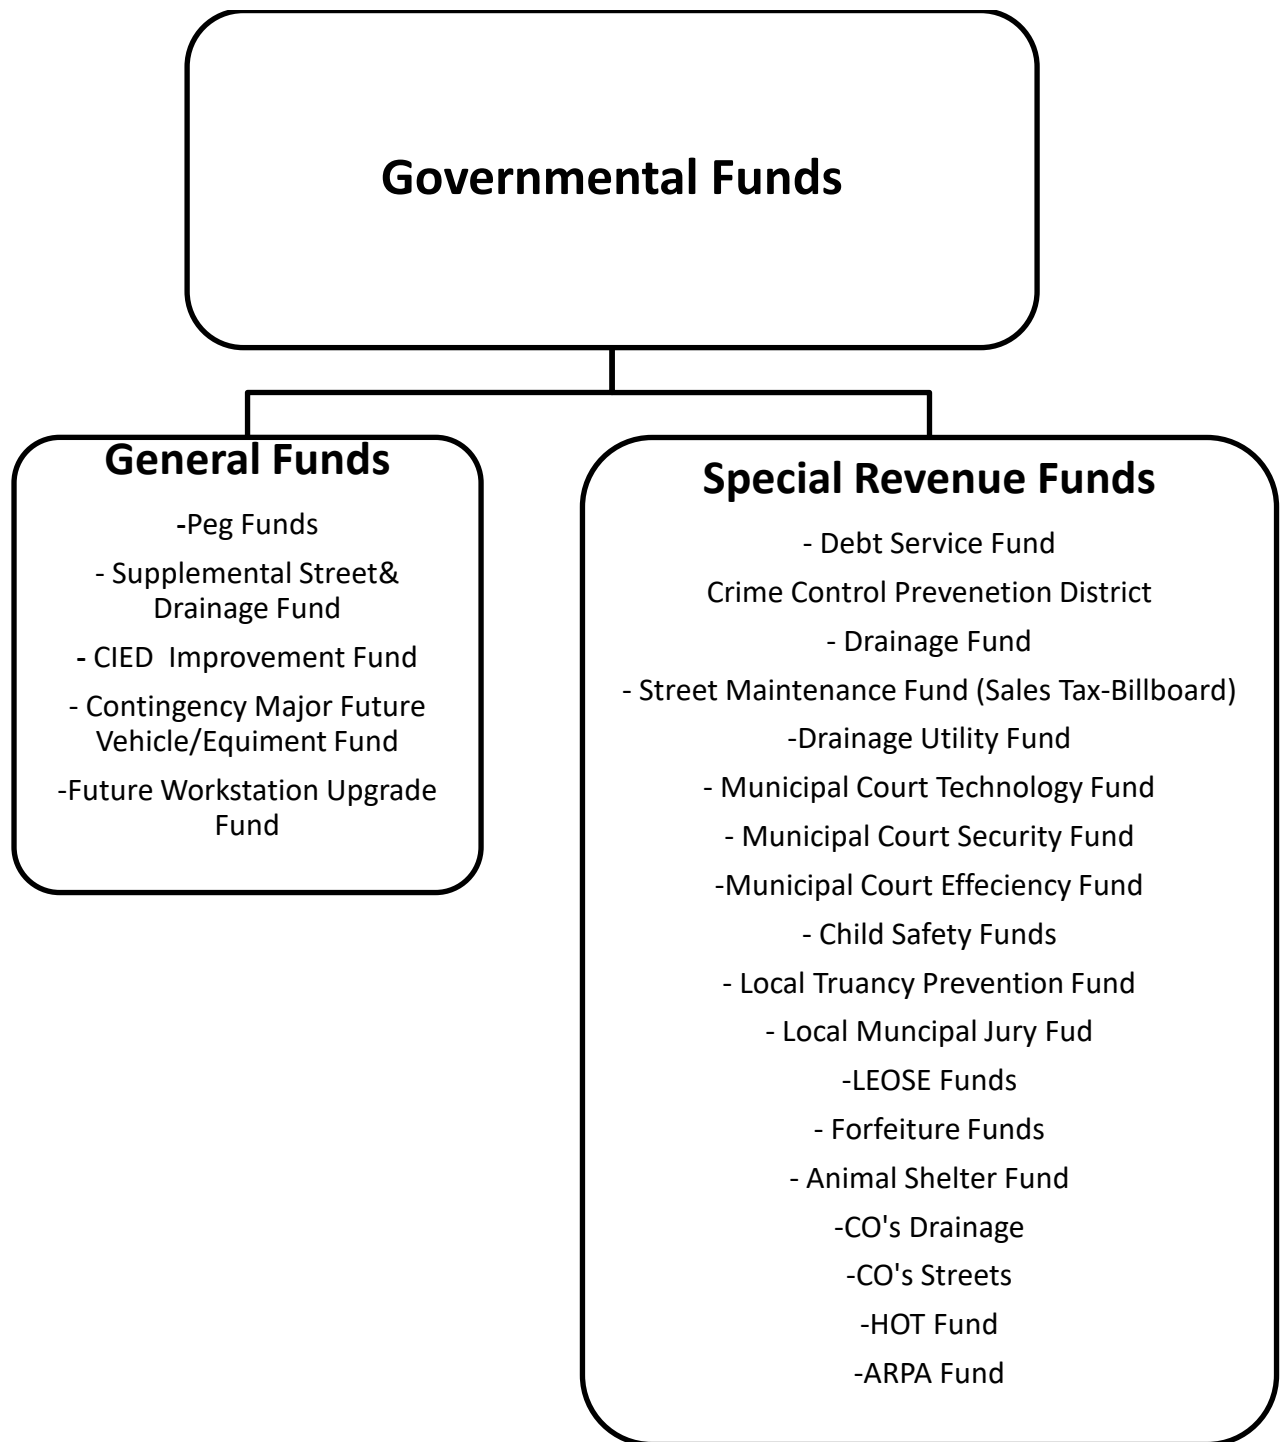 Governmental Funds
General Funds
-Peg Funds
- Supplemental Street&
Drainage Fund
- CIED  Improvement Fund
- Contingency Major Future
Vehicle/Equiment Fund
-Future Workstation Upgrade
Fund
Special Revenue Funds
- Debt Service Fund
Crime Control Prevenetion District
- Drainage Fund
- Street Maintenance Fund (Sales Tax-Billboard)
-Drainage Utility Fund
- Municipal Court Technology Fund
- Municipal Court Security Fund
-Municipal Court Effeciency Fund
- Child Safety Funds
- Local Truancy Prevention Fund
- Local Muncipal Jury Fud
-LEOSE Funds
- Forfeiture Funds
- Animal Shelter Fund
-CO's Drainage
-CO's Streets
-HOT Fund
-ARPA Fund